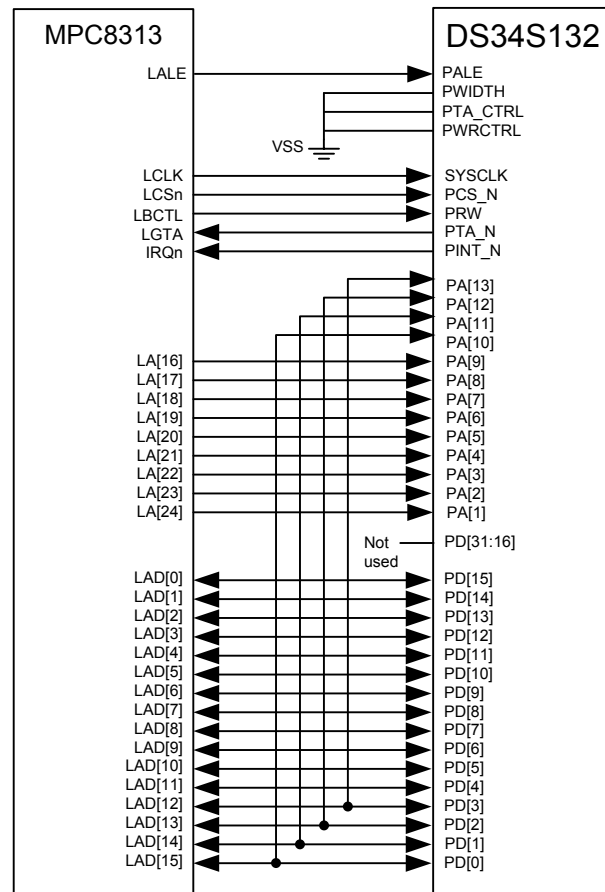 MPC8313 DS34S132
LALE PALE
PWIDTH
PTA_CTRL
PWRCTRL
VSS
LCLK SYSCLK
LCSn PCS_N
LBCTL PRW
LGTA PTA_N
IRQn PINT_N
PA[13]
PA[12]
PA[11]
PA[10]
LA[16] PA[9]
LA[17] PA[8]
LA[18] PA[7]
LA[19] PA[6]
LA[20] PA[5]
LA[21] PA[4]
LA[22] PA[3]
LA[23] PA[2]
LA[24] PA[1]
Not PD[31:16]
used
LAD[0] PD[15]
LAD[1] PD[14]
LAD[2] PD[13]
LAD[3] PD[12]
LAD[4] PD[11]
LAD[5] PD[10]
LAD[6] PD[9]
LAD[7] PD[8]
LAD[8] PD[7]
LAD[9] PD[6]
LAD[10] PD[5]
LAD[11] PD[4]
LAD[12] PD[3]
LAD[13] PD[2]
LAD[14] PD[1]
LAD[15] PD[0]